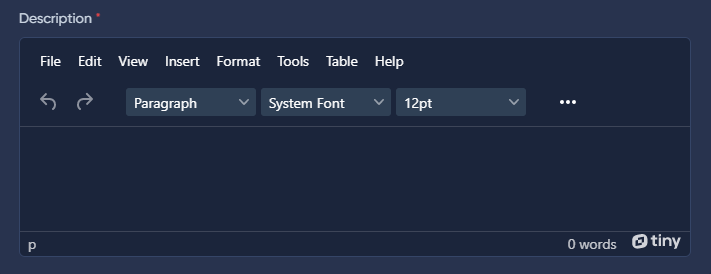 Description *
File Edit View Insert Format Tools Table Help
Paragraph System Font 12pt ...
p 0 words tiny